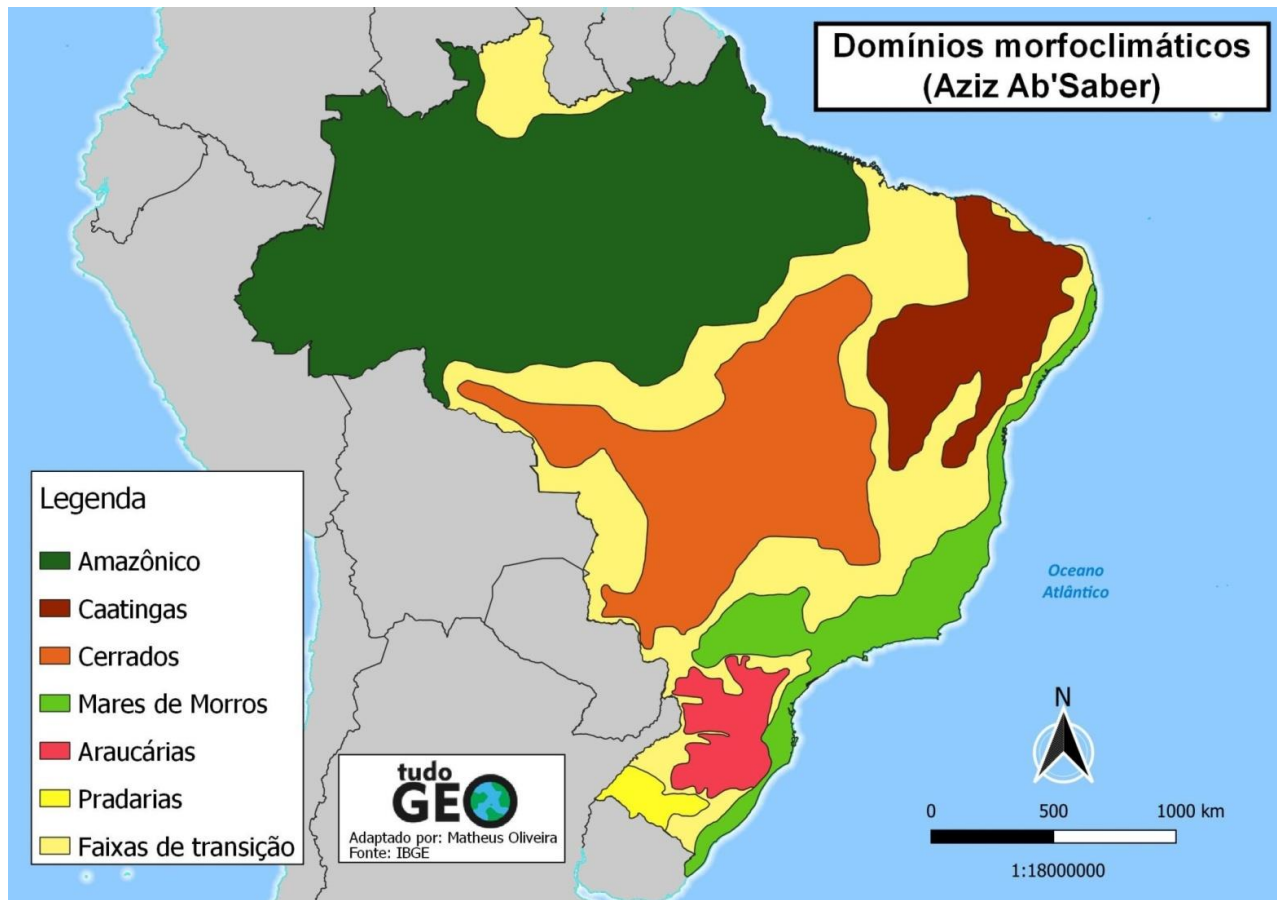 Domínios morfoclimáticos
(Aziz Ab'Saber)
Legenda
Amazônico
Caatingas
Cerrados
Mares de Morros
Araucárias
Pradarias
Faixas de transição
tudo
GEO
Adaptado por: Matheus Oliveira
Fonte: IBGE
Oceano
Atlântico
N
0 500 1000 km
1:18000000